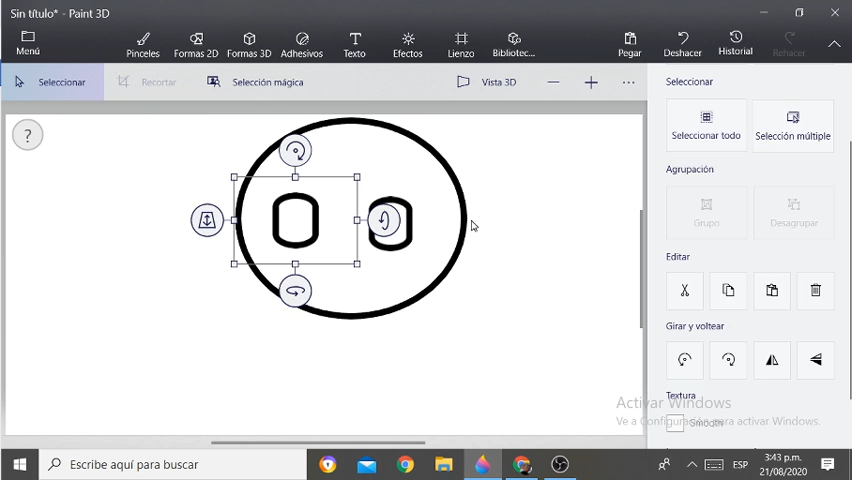 Sin título* - Paint 3D
Menú
Pinceles
Formas 2D
Formas 3D
Adhesivos
Texto
Efectos
Lienzo
Bibliotec...
Pegar
Deshacer
Historial
Rehacer
Seleccionar
Recortar
Selección mágica
Vista 3D
?
Seleccionar
Seleccionar todo
Selección múltiple
Agrupación
Grupo
Desagrupar
Editar
Girar y voltear
Textura
Smooth
Activar Windows
Ve a Configuración para activar Windows.
Escribe aquí para buscar
ESP
3:43 p.m.
21/08/2020